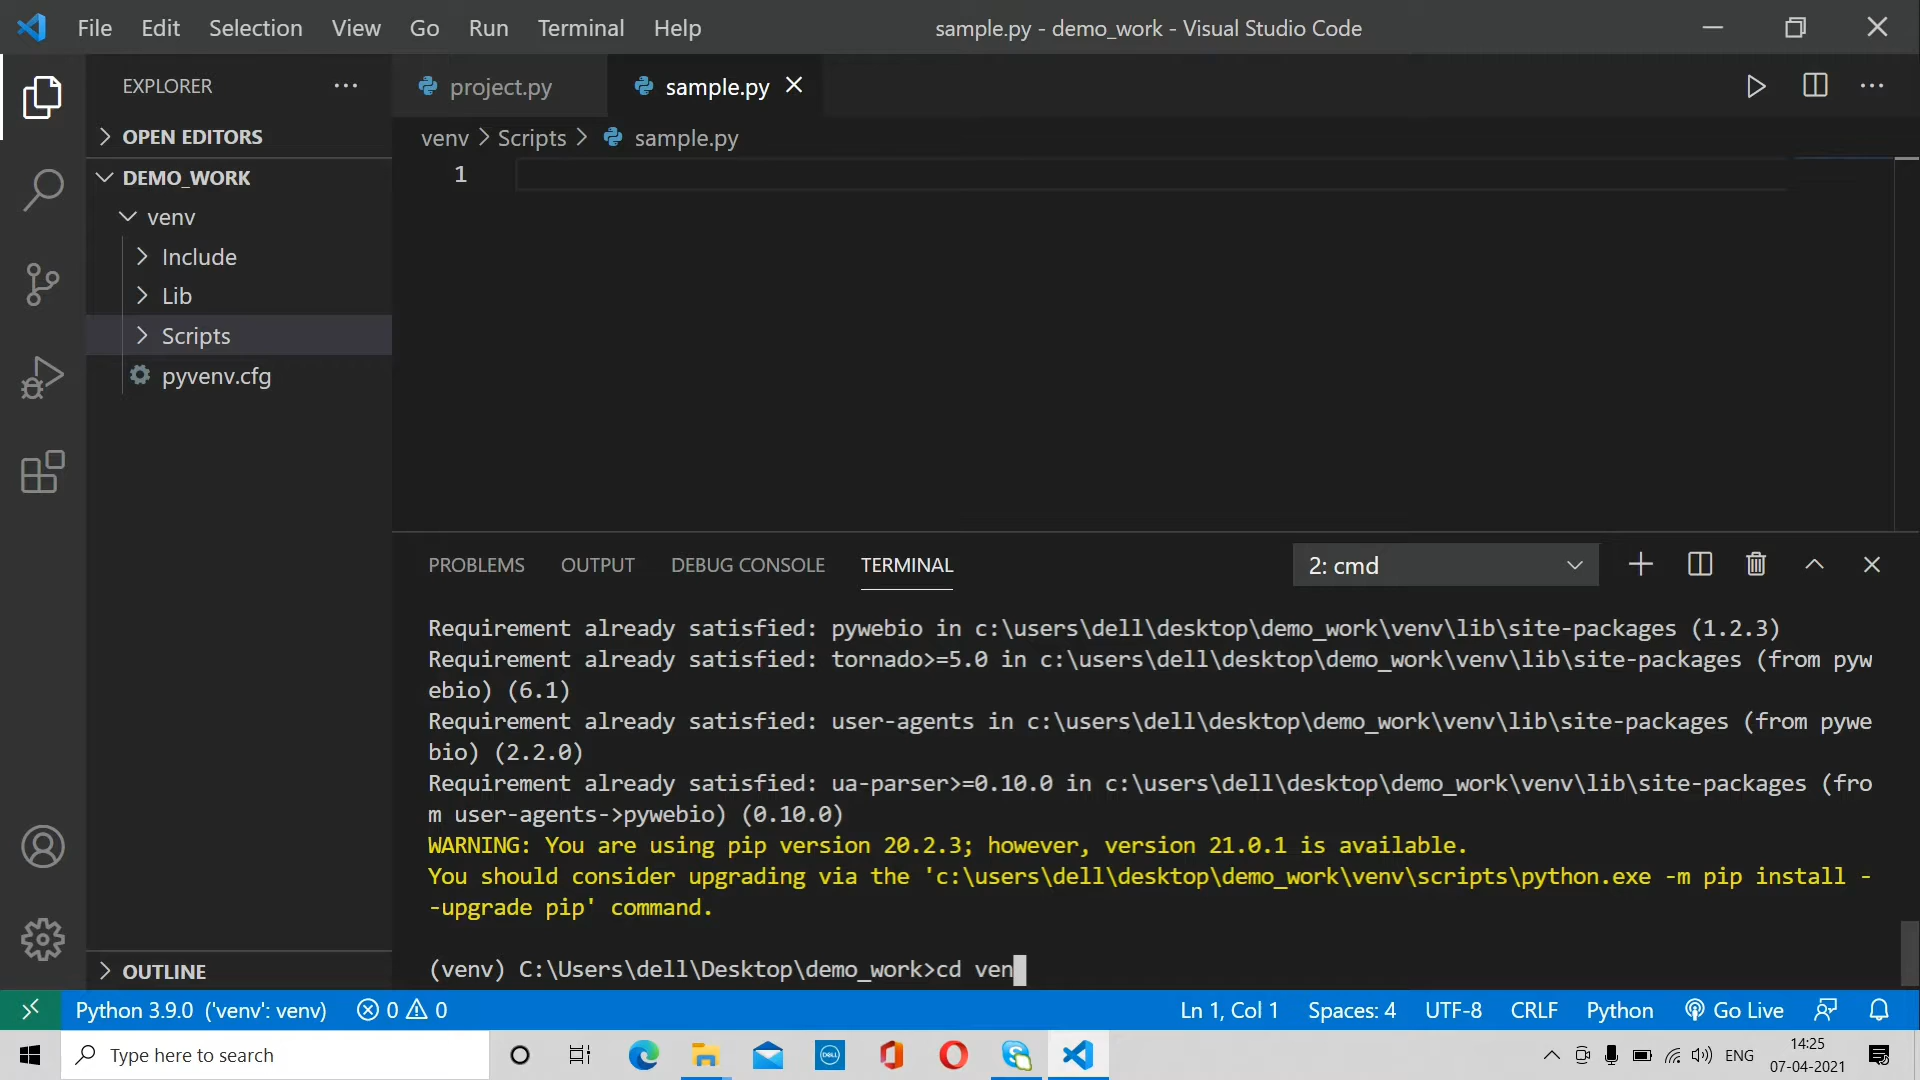 File Edit Selection View Go Run Terminal Help
sample.py - demo_work - Visual Studio Code
EXPLORER
OPEN EDITORS
DEMO_WORK
venv
Include
Lib
Scripts
pyvenv.cfg
OUTLINE
project.py
sample.py
venv > Scripts > sample.py
1
PROBLEMS OUTPUT DEBUG CONSOLE TERMINAL
2: cmd
Requirement already satisfied: pywebio in c:\users\dell\desktop\demo_work\venv\lib\site-packages (1.2.3)
Requirement already satisfied: tornado>=5.0 in c:\users\dell\desktop\demo_work\venv\lib\site-packages (from pyw
ebio) (6.1)
Requirement already satisfied: user-agents in c:\users\dell\desktop\demo_work\venv\lib\site-packages (from pywe
bio) (2.2.0)
Requirement already satisfied: ua-parser>=0.10.0 in c:\users\dell\desktop\demo_work\venv\lib\site-packages (fro
m user-agents->pywebio) (0.10.0)
WARNING: You are using pip version 20.2.3; however, version 21.0.1 is available.
You should consider upgrading via the 'c:\users\dell\desktop\demo_work\venv\scripts\python.exe -m pip install -
-upgrade pip' command.
(venv) C:\Users\dell\Desktop\demo_work>cd ven
Python 3.9.0 ('venv': venv) 0 0
Ln 1, Col 1 Spaces: 4 UTF-8 CRLF Python Go Live
Type here to search
DELL
ENG
14:25
07-04-2021